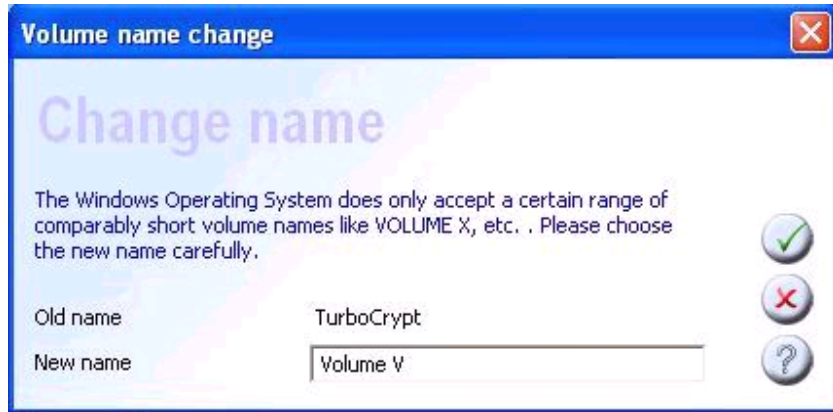 Volume name change
Change name
The Windows Operating System does only accept a certain range of
comparably short volume names like VOLUME X, etc. . Please choose
the new name carefully.
Old name TurboCrypt
New name Volume V